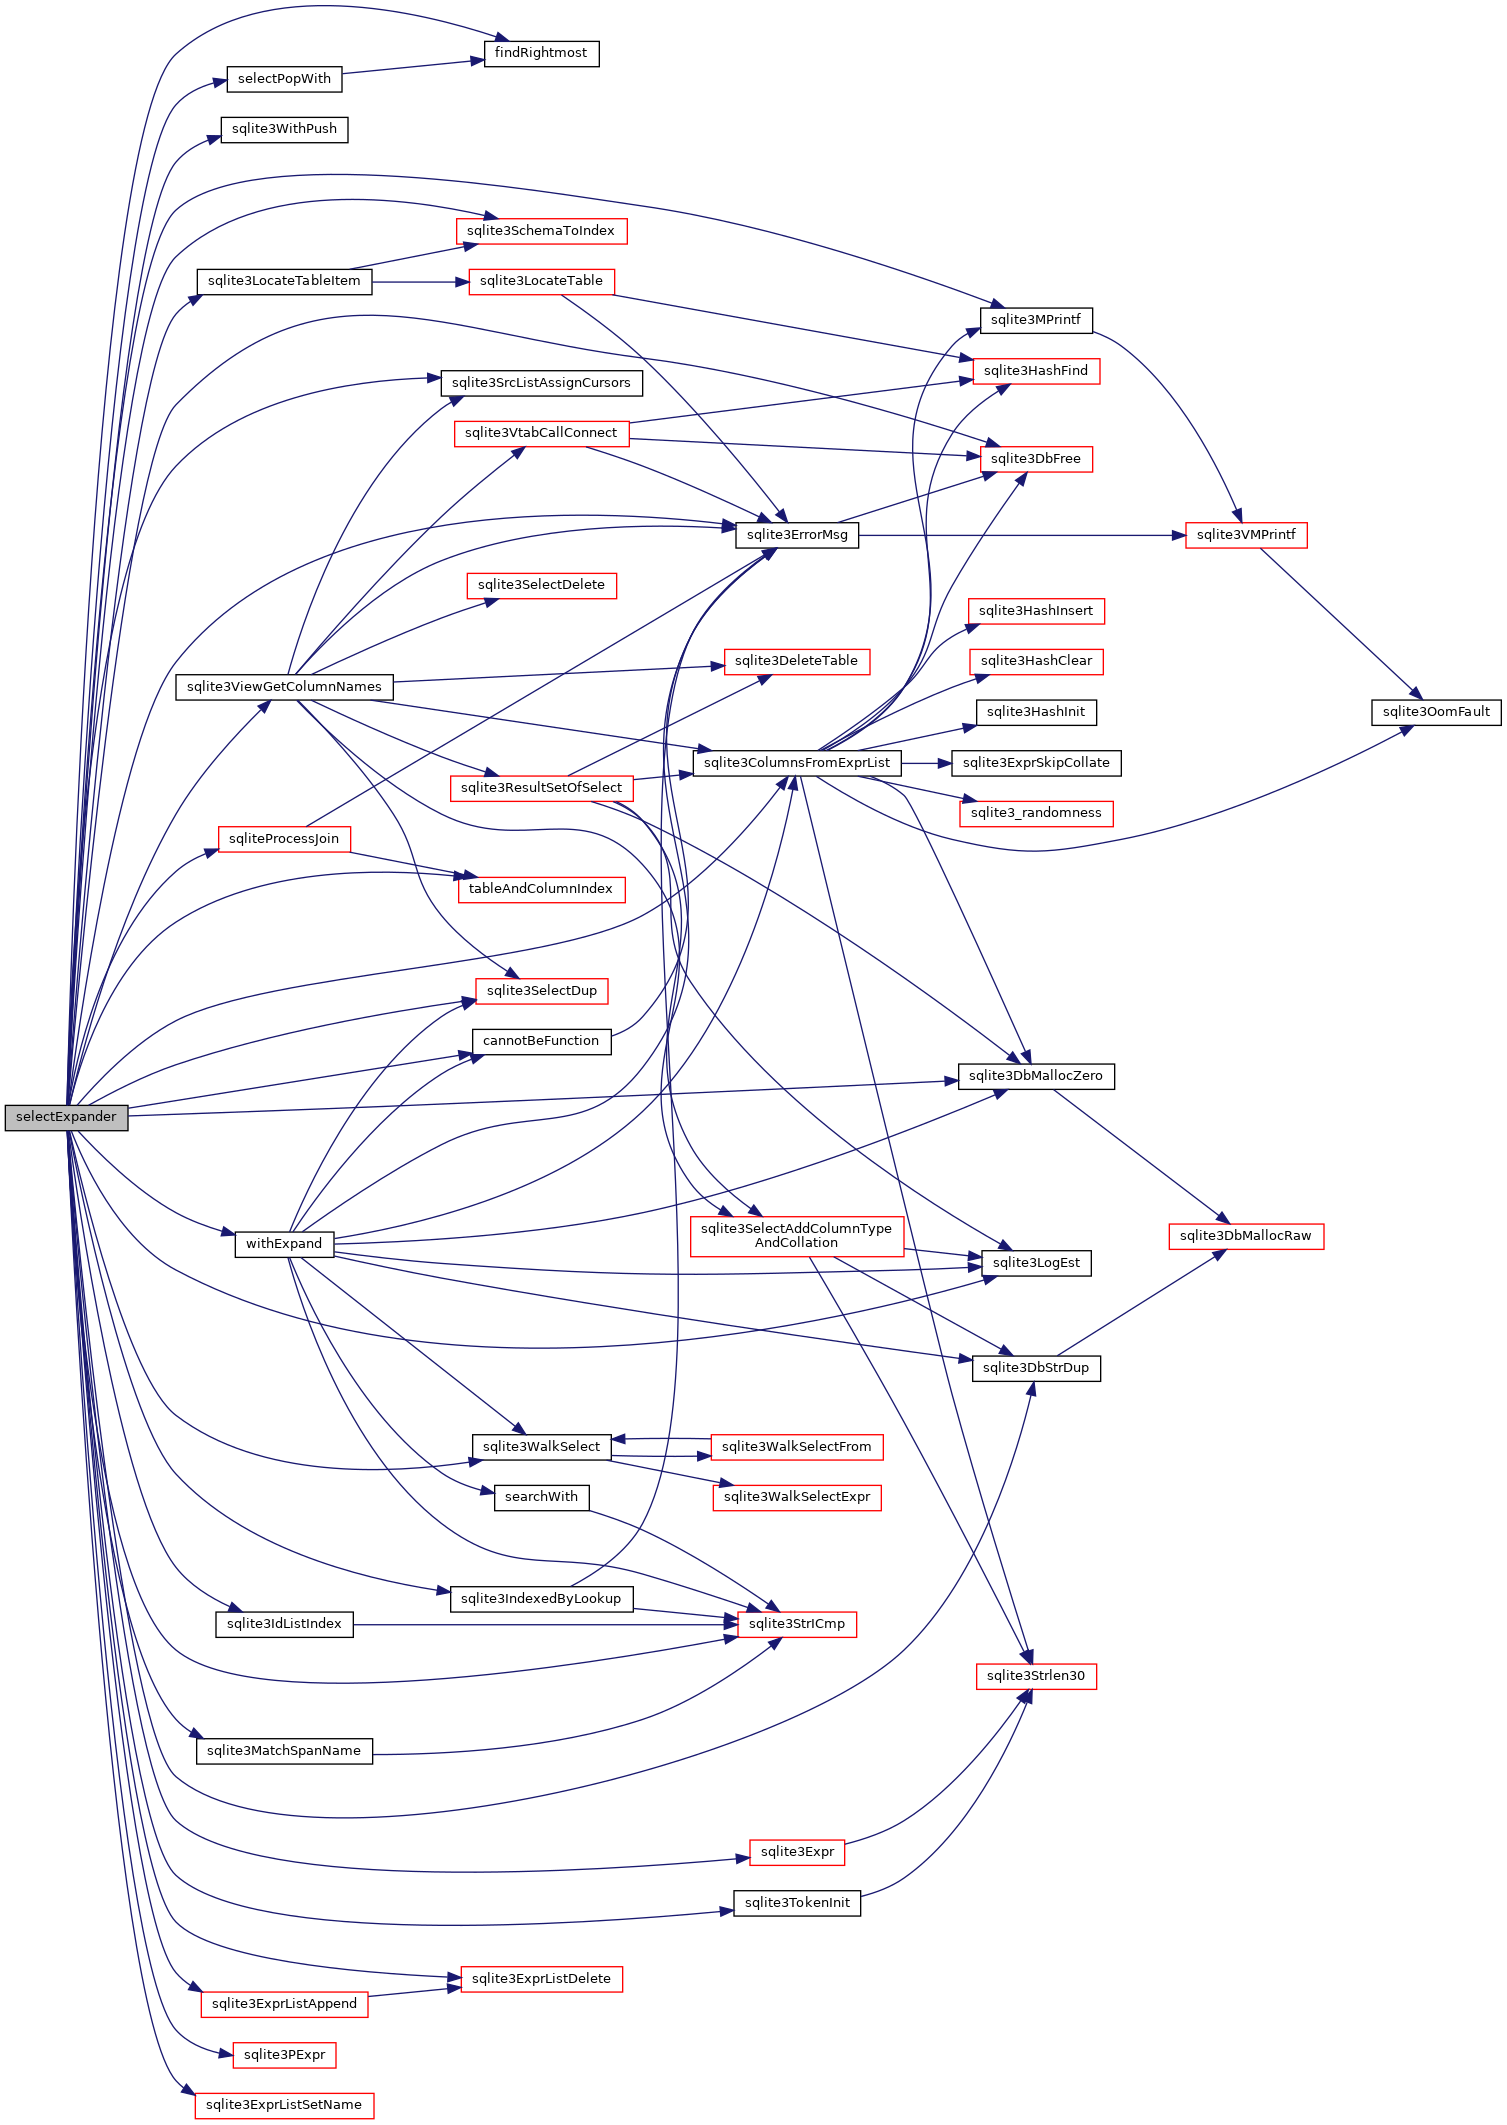 findRightmost
selectPopWith
sqlite3WithPush
sqlite3SchemaToIndex
sqlite3LocateTableItem
sqlite3LocateTable
sqlite3MPrintf
sqlite3HashFind
sqlite3SrcListAssignCursors
sqlite3VtabCallConnect
sqlite3DbFree
sqlite3ErrorMsg
sqlite3VMPrintf
sqlite3SelectDelete
sqlite3HashInsert
sqlite3DeleteTable
sqlite3HashClear
sqlite3ViewGetColumnNames
sqlite3HashInit
sqlite3OomFault
sqlite3ColumnsFromExprList
sqlite3ExprSkipCollate
sqlite3ResultSetOfSelect
sqlite3_randomness
sqliteProcessJoin
tableAndColumnIndex
sqlite3SelectDup
cannotBeFunction
sqlite3DbMallocZero
selectExpander
sqlite3SelectAddColumnType
AndCollation
sqlite3DbMallocRaw
withExpand
sqlite3LogEst
sqlite3DbStrDup
sqlite3WalkSelect
sqlite3WalkSelectFrom
searchWith
sqlite3WalkSelectExpr
sqlite3IndexedByLookup
sqlite3IdListIndex
sqlite3StrICmp
sqlite3Strlen30
sqlite3MatchSpanName
sqlite3Expr
sqlite3TokenInit
sqlite3ExprListDelete
sqlite3ExprListAppend
sqlite3PExpr
sqlite3ExprListSetName